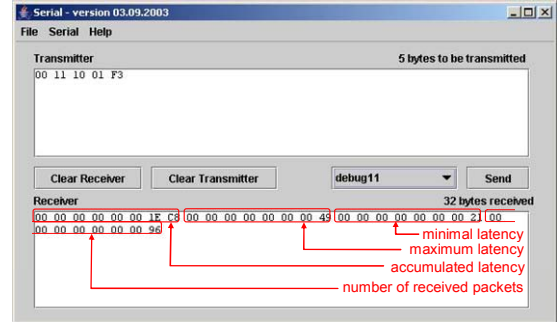 Serial - version 03.09.2003
File Serial Help
Transmitter 5 bytes to be transmitted
00 11 10 01 F3
Clear Receiver Clear Transmitter debug11 Send
Receiver 32 bytes received
00 00 00 00 00 00 1E C8 00 00 00 00 00 00 00 49 00 00 00 00 00 00 00 21 00
00 00 00 00 00 00 96
minimal latency
maximum latency
accumulated latency
number of received packets